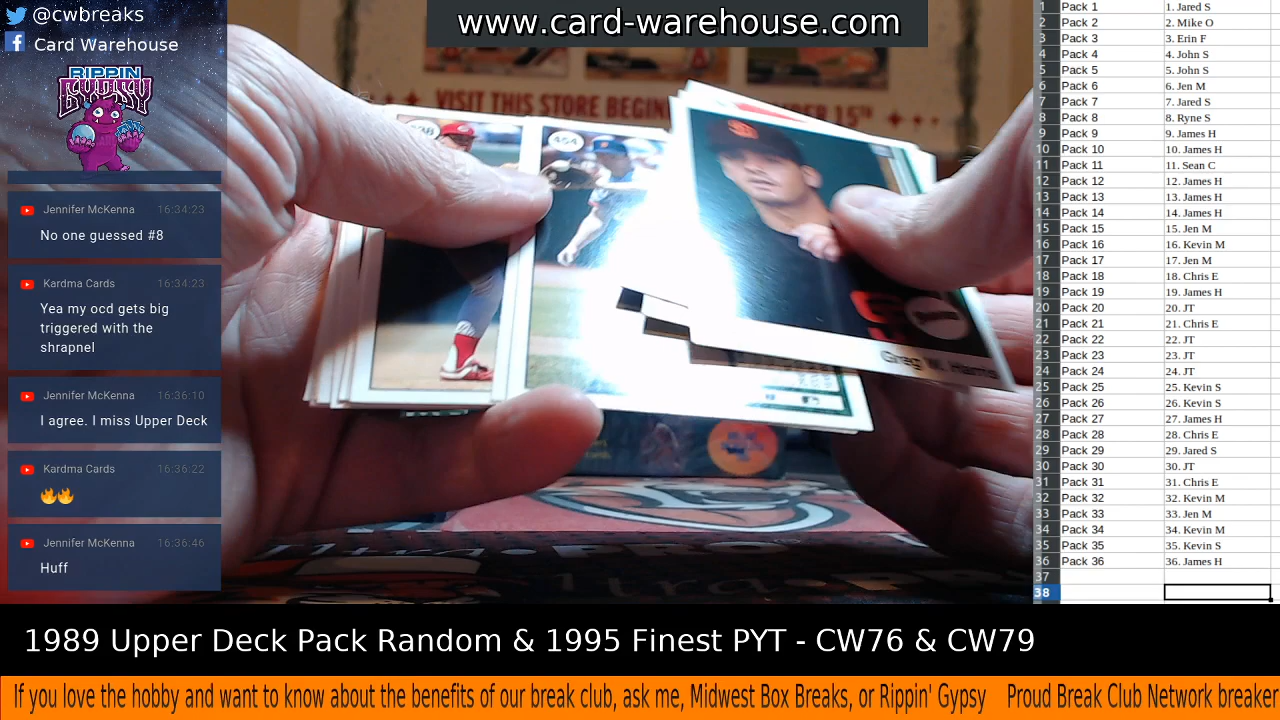 @cwbreaks
Card Warehouse
RIPPIN
GYPSY
Jennifer McKenna 16:34:23
No one guessed #8
Kardma Cards 16:34:23
Yea my ocd gets big
triggered with the
shrapnel
Jennifer McKenna 16:36:10
I agree. I miss Upper Deck
Kardma Cards 16:36:22
🔥🔥
Jennifer McKenna 16:36:46
Huff
www.card-warehouse.com
VISIT THIS STORE BEGIN
15TH
454
Greg W. Harris
1 Pack 1 1. Jared S
2 Pack 2 2. Mike O
3 Pack 3 3. Erin F
4 Pack 4 4. John S
5 Pack 5 5. John S
6 Pack 6 6. Jen M
7 Pack 7 7. Jared S
8 Pack 8 8. Ryne S
9 Pack 9 9. James H
10 Pack 10 10. James H
11 Pack 11 11. Sean C
12 Pack 12 12. James H
13 Pack 13 13. James H
14 Pack 14 14. James H
15 Pack 15 15. Jen M
16 Pack 16 16. Kevin M
17 Pack 17 17. Jen M
18 Pack 18 18. Chris E
19 Pack 19 19. James H
20 Pack 20 20. JT
21 Pack 21 21. Chris E
22 Pack 22 22. JT
23 Pack 23 23. JT
24 Pack 24 24. JT
25 Pack 25 25. Kevin S
26 Pack 26 26. Kevin S
27 Pack 27 27. James H
28 Pack 28 28. Chris E
29 Pack 29 29. Jared S
30 Pack 30 30. JT
31 Pack 31 31. Chris E
32 Pack 32 32. Kevin M
33 Pack 33 33. Jen M
34 Pack 34 34. Kevin M
35 Pack 35 35. Kevin S
36 Pack 36 36. James H
37
38
1989 Upper Deck Pack Random & 1995 Finest PYT - CW76 & CW79
If you love the hobby and want to know about the benefits of our break club, ask me, Midwest Box Breaks, or Rippin' Gypsy Proud Break Club Network breaker